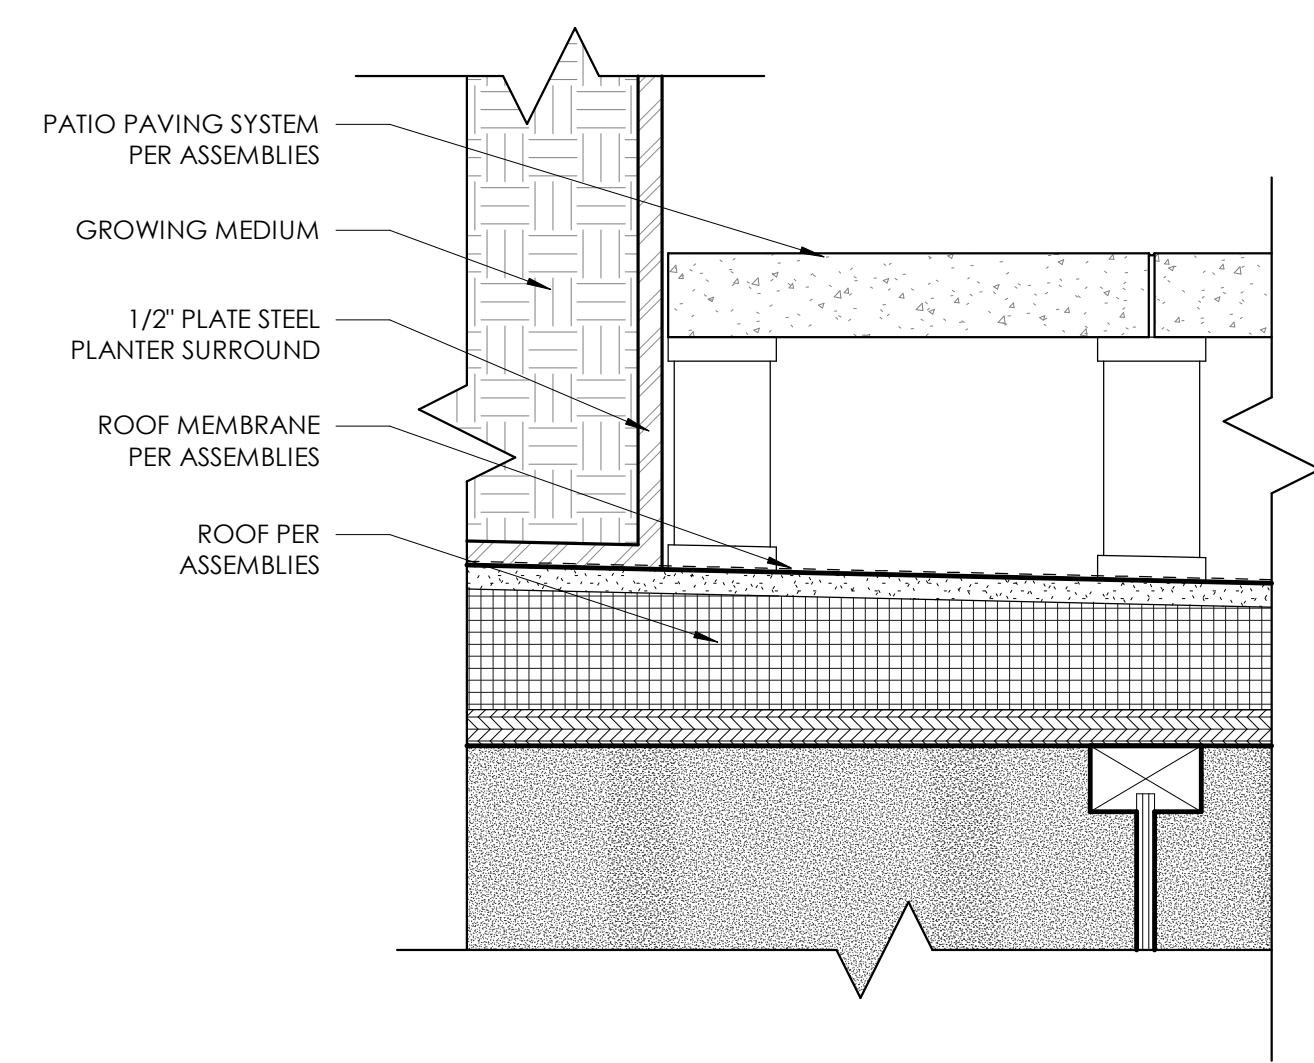 PATIO PAVING SYSTEM
PER ASSEMBLIES
GROWING MEDIUM
1/2" PLATE STEEL
PLANTER SURROUND
ROOF MEMBRANE
PER ASSEMBLIES
ROOF PER
ASSEMBLIES